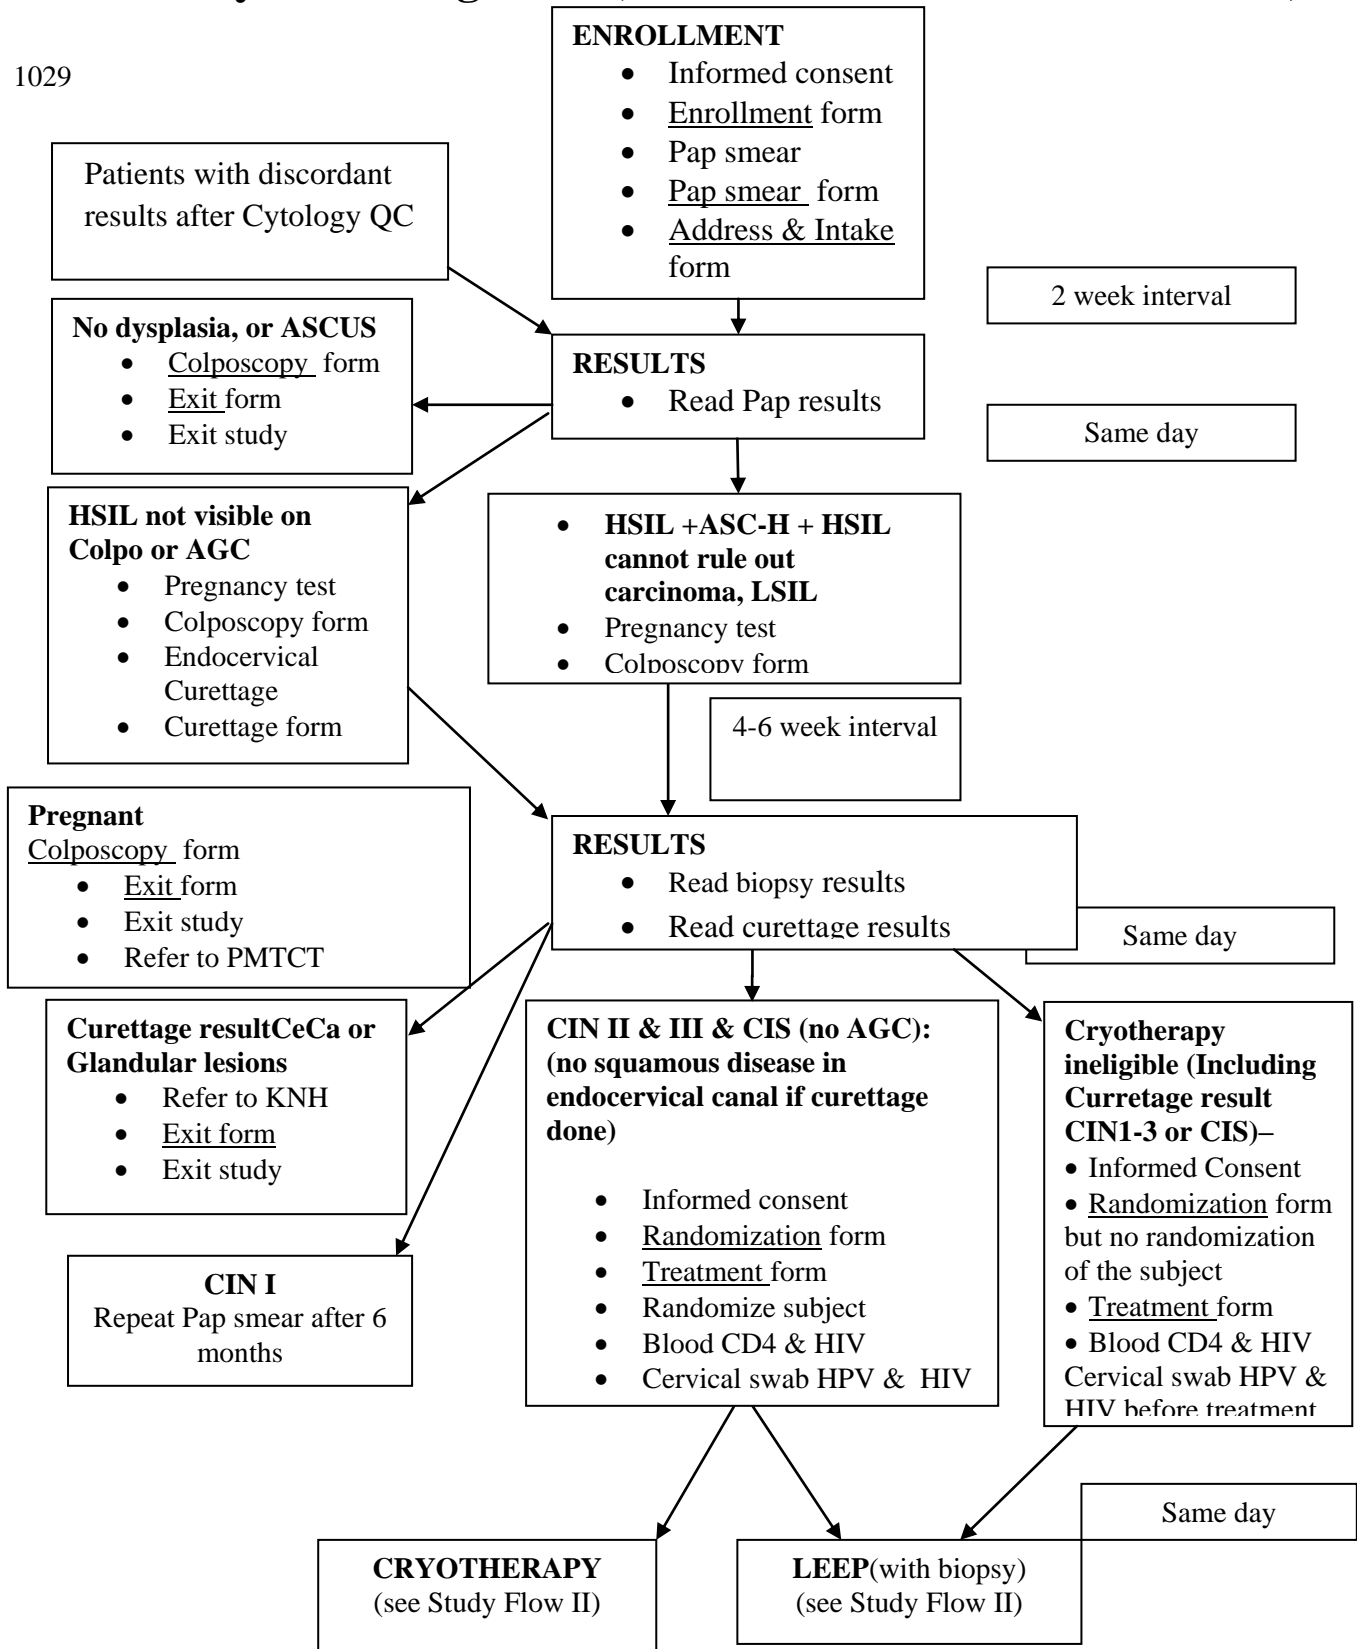 ENROLLMENT
• Informed consent
• Enrollment form
• Pap smear
• Pap smear form
• Address & Intake
form
1029
Patients with discordant
results after Cytology QC
2 week interval
No dysplasia, or ASCUS
• Colposcopy form
• Exit form
• Exit study
RESULTS
• Read Pap results
Same day
HSIL not visible on
Colpo or AGC
• Pregnancy test
• Colposcopy form
• Endocervical
Curettage
• Curettage form
• HSIL +ASC-H + HSIL
cannot rule out
carcinoma, LSIL
• Pregnancy test
• Colposcopy form
4-6 week interval
Pregnant
Colposcopy form
• Exit form
• Exit study
• Refer to PMTCT
RESULTS
• Read biopsy results
• Read curettage results
Same day
Curettage resultCeCa or
Glandular lesions
• Refer to KNH
• Exit form
• Exit study
CIN II & III & CIS (no AGC):
(no squamous disease in
endocervical canal if curettage
done)
• Informed consent
• Randomization form
• Treatment form
• Randomize subject
• Blood CD4 & HIV
• Cervical swab HPV & HIV
Cryotherapy
ineligible (Including
Curretage result
CIN1-3 or CIS)–
• Informed Consent
• Randomization form
but no randomization
of the subject
• Treatment form
• Blood CD4 & HIV
Cervical swab HPV &
HIV before treatment
CIN I
Repeat Pap smear after 6
months
Same day
CRYOTHERAPY
(see Study Flow II)
LEEP(with biopsy)
(see Study Flow II)